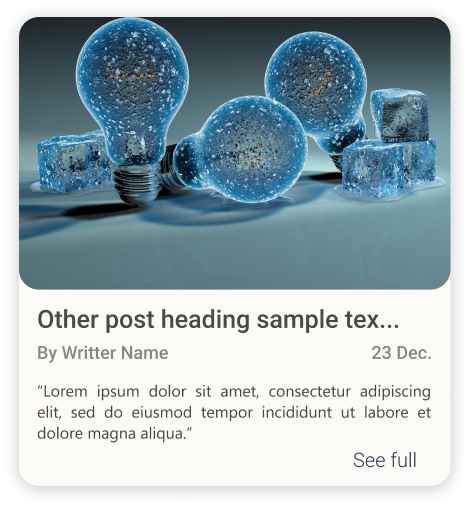 Other post heading sample tex...
By Writter Name 23 Dec.
“Lorem ipsum dolor sit amet, consectetur adipiscing
elit, sed do eiusmod tempor incididunt ut labore et
dolore magna aliqua.”
See full